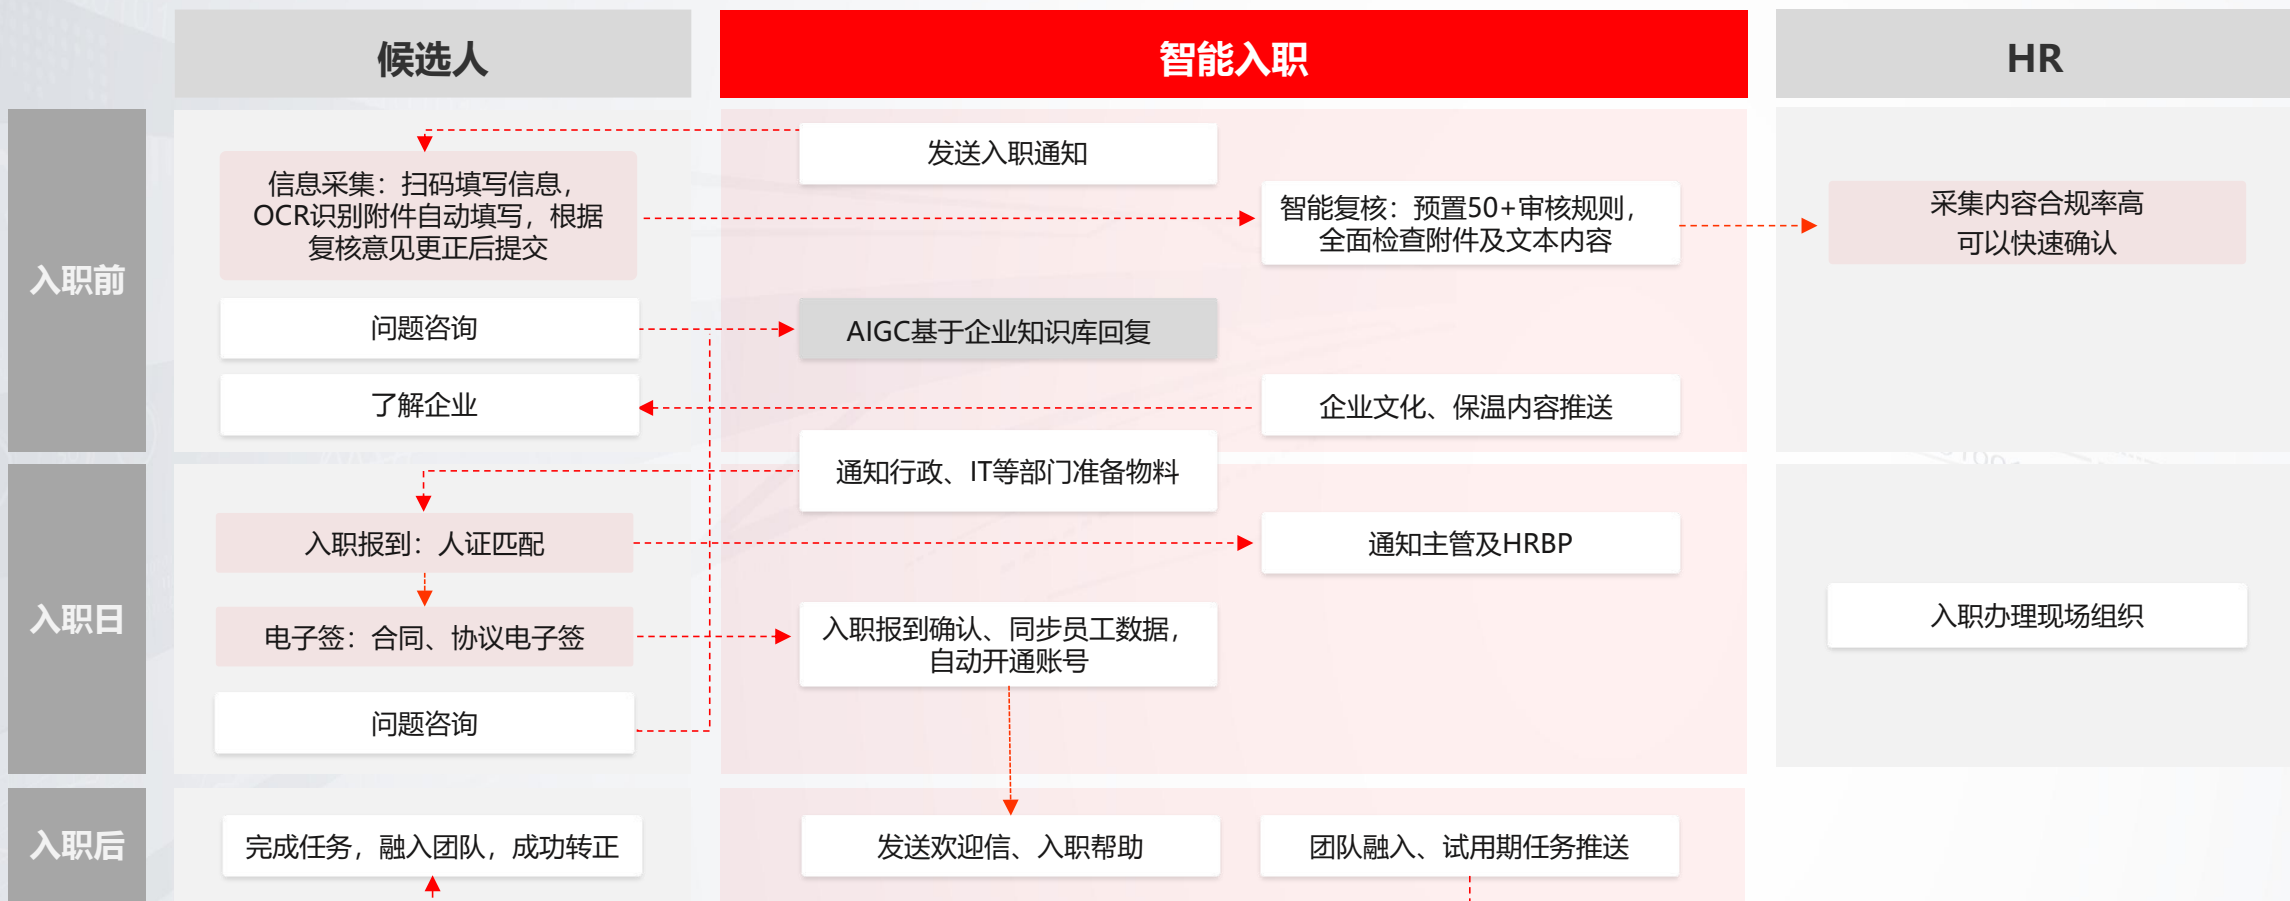 候选人
智能入职
HR
入职前
发送入职通知
信息采集：扫码填写信息，
OCR识别附件自动填写，根据
复核意见更正后提交
智能复核：预置50+审核规则，
全面检查附件及文本内容
采集内容合规率高
可以快速确认
问题咨询
AIGC基于企业知识库回复
了解企业
企业文化、保温内容推送
通知行政、IT等部门准备物料
入职日
入职报到：人证匹配
通知主管及HRBP
电子签：合同、协议电子签
入职报到确认、同步员工数据，
自动开通账号
入职办理现场组织
问题咨询
入职后
完成任务，融入团队，成功转正
发送欢迎信、入职帮助
团队融入、试用期任务推送